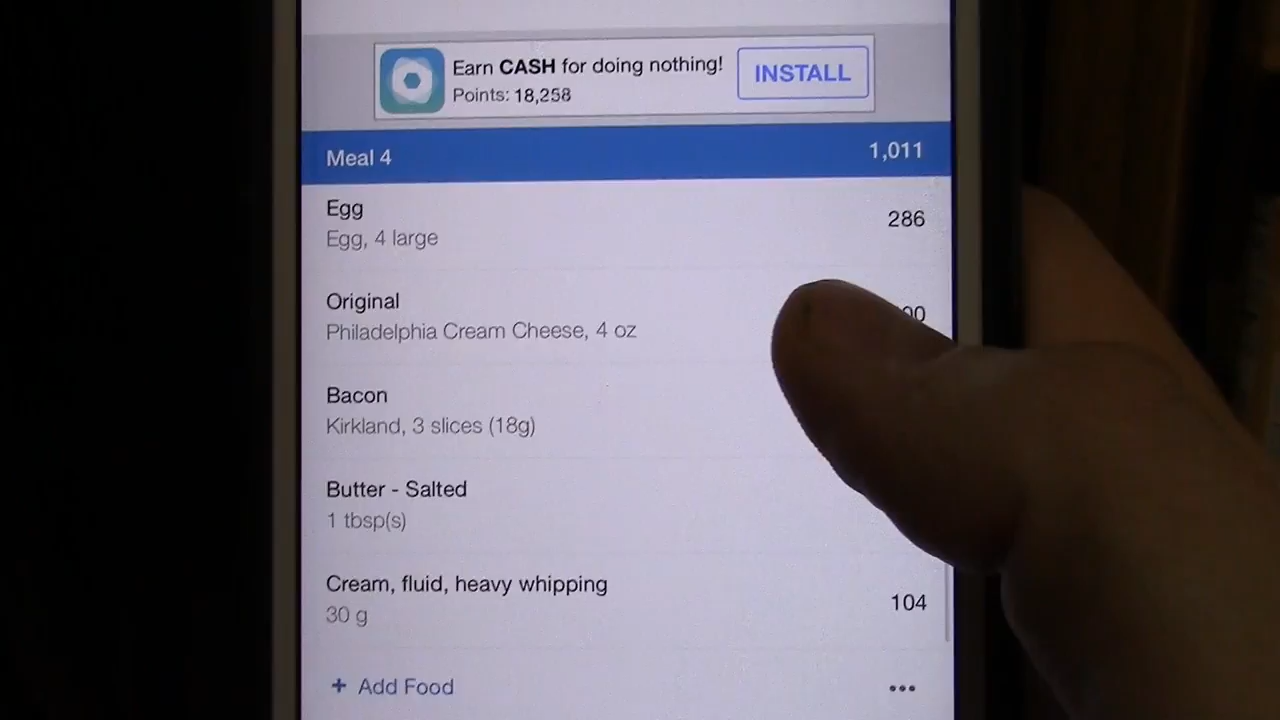 Earn CASH for doing nothing!
Points: 18,258
INSTALL
Meal 4 1,011
Egg 286
Egg, 4 large
Original
Philadelphia Cream Cheese, 4 oz
Bacon
Kirkland, 3 slices (18g)
Butter - Salted
1 tbsp(s)
Cream, fluid, heavy whipping 104
30 g
+ Add Food •••